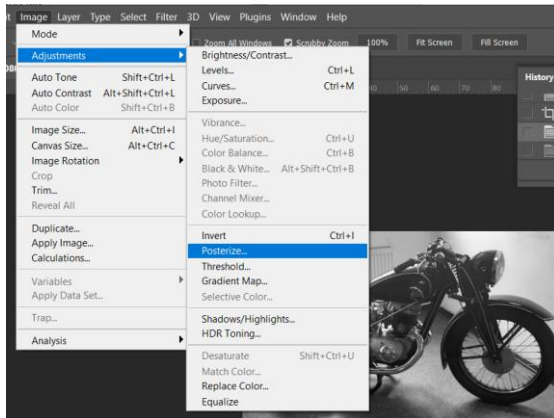 Image Layer Type Select Filter 3D View Plugins Window Help
Zoom All Windows Scrubby Zoom 100% Fit Screen Fill Screen
Mode
Adjustments
Auto Tone Shift+Ctrl+L
Auto Contrast Alt+Shift+Ctrl+L
Auto Color Shift+Ctrl+B
Image Size... Alt+Ctrl+I
Canvas Size... Alt+Ctrl+C
Image Rotation
Crop
Trim...
Reveal All
Duplicate...
Apply Image...
Calculations...
Variables
Apply Data Set...
Trap...
Analysis
Brightness/Contrast...
Levels... Ctrl+L
Curves... Ctrl+M
Exposure...
Vibrance...
Hue/Saturation... Ctrl+U
Color Balance... Ctrl+B
Black & White... Alt+Shift+Ctrl+B
Photo Filter...
Channel Mixer...
Color Lookup...
Invert Ctrl+I
Posterize...
Threshold...
Gradient Map...
Selective Color...
Shadows/Highlights...
HDR Toning...
Desaturate Shift+Ctrl+U
Match Color...
Replace Color...
Equalize
History
40 50 60 70 80